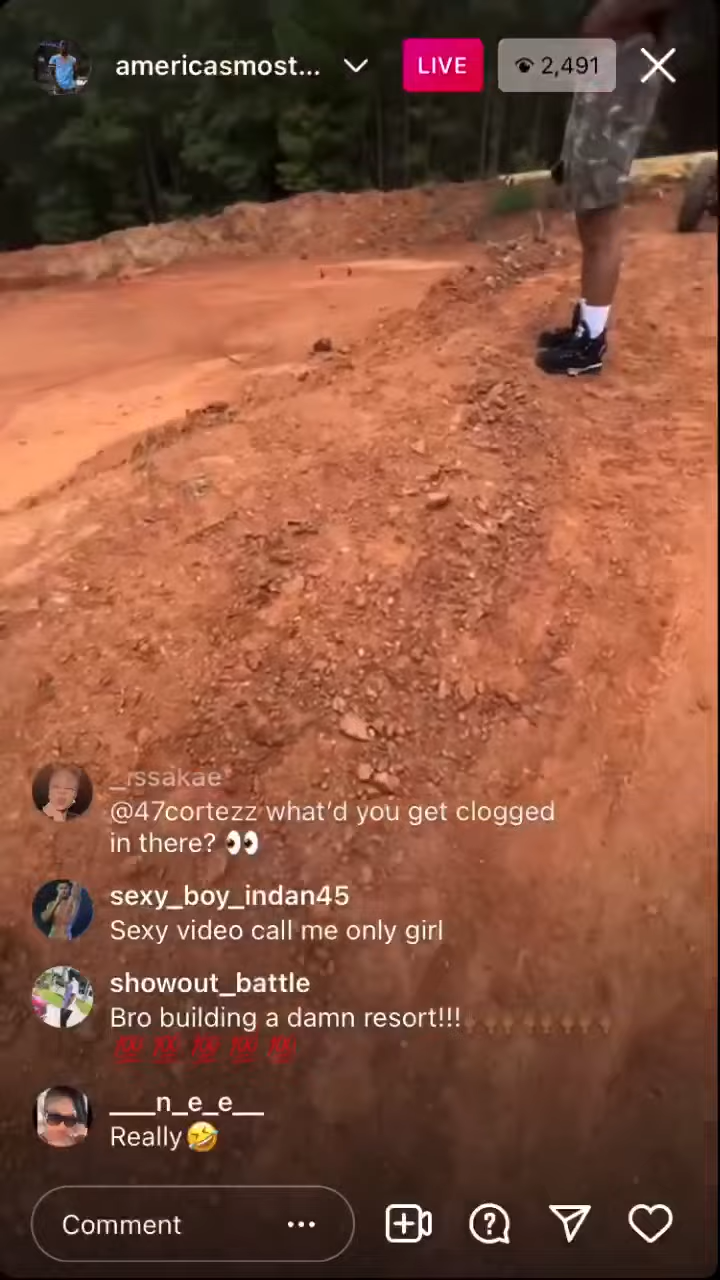 americasmost...
LIVE
2,491
_issakae
@47cortezz what'd you get clogged
in there? 👀
sexy_boy_indan45
Sexy video call me only girl
showout_battle
Bro building a damn resort!!!
💯💯💯💯💯
___n_e_e__
Really🤣
Comment